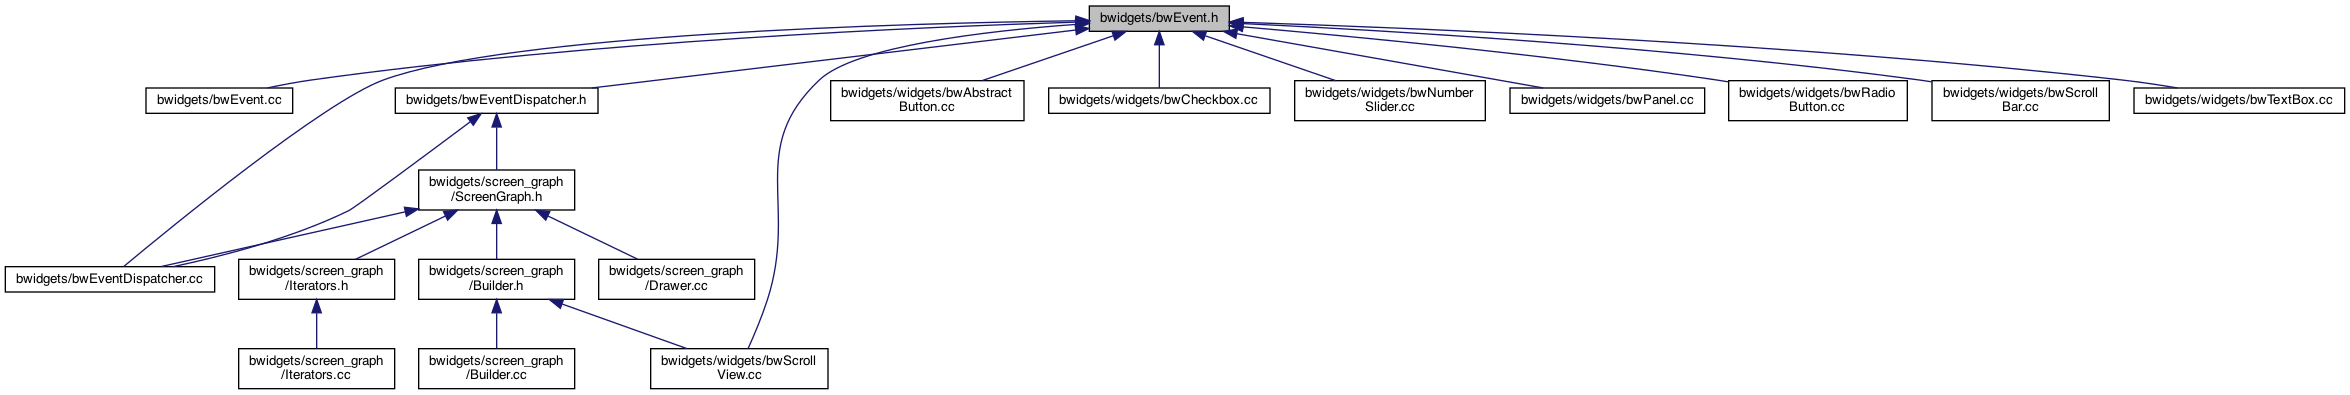 bwidgets/bwEvent.h
bwidgets/bwEvent.cc
bwidgets/bwEventDispatcher.h
bwidgets/widgets/bwAbstract
Button.cc
bwidgets/widgets/bwCheckbox.cc
bwidgets/widgets/bwNumber
Slider.cc
bwidgets/widgets/bwPanel.cc
bwidgets/widgets/bwRadio
Button.cc
bwidgets/widgets/bwScroll
Bar.cc
bwidgets/widgets/bwTextBox.cc
bwidgets/screen_graph
/ScreenGraph.h
bwidgets/bwEventDispatcher.cc
bwidgets/screen_graph
/Iterators.h
bwidgets/screen_graph
/Builder.h
bwidgets/screen_graph
/Drawer.cc
bwidgets/screen_graph
/Iterators.cc
bwidgets/screen_graph
/Builder.cc
bwidgets/widgets/bwScroll
View.cc